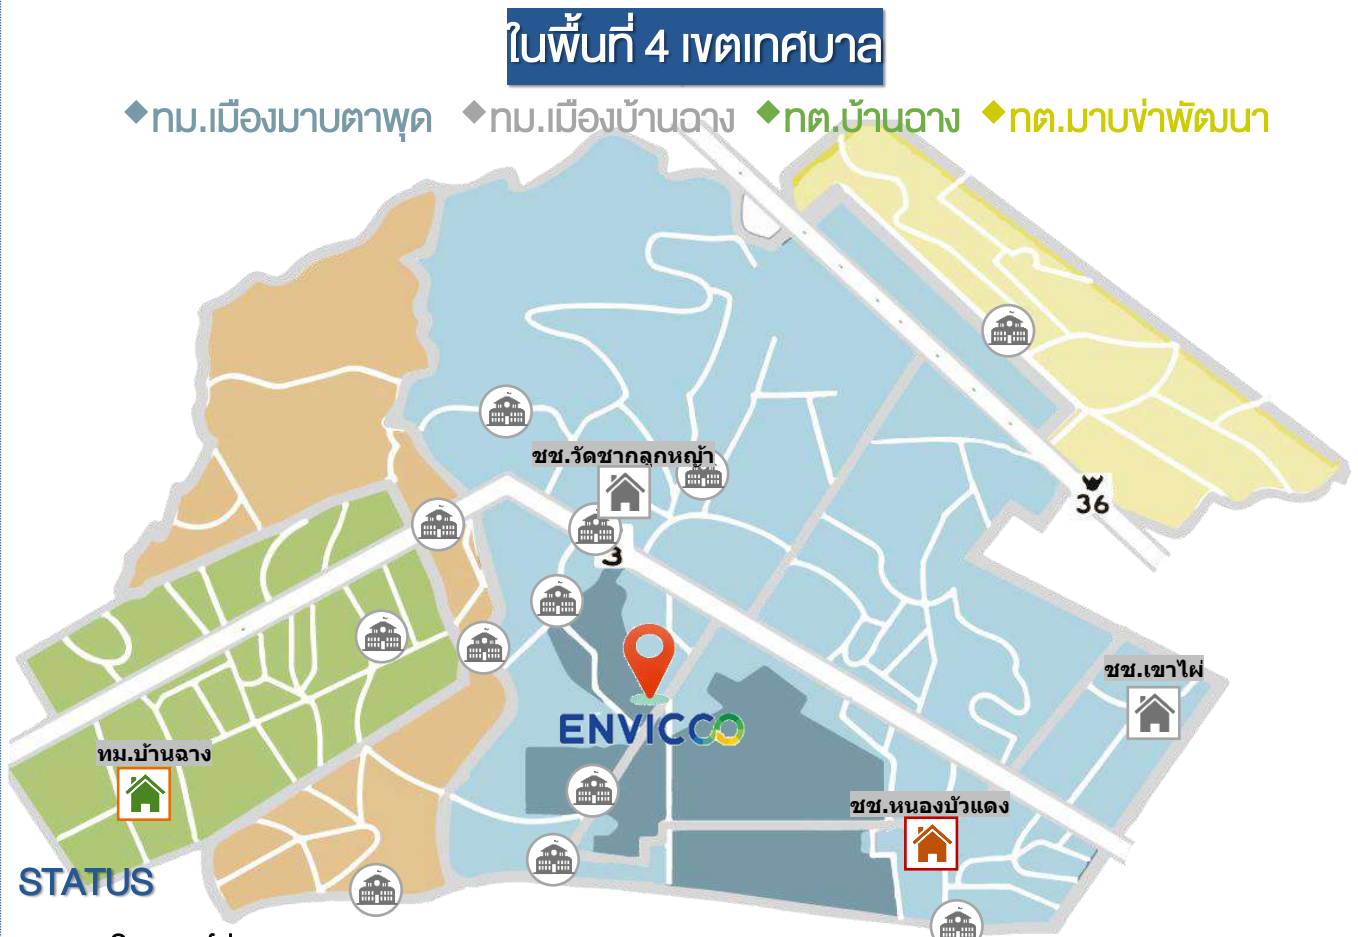 ในพื้นที่ 4 เขตเทศบาล
ทม.เมืองมาบตาพุด ทม.เมืองบ้านฉาง ทต.บ้านฉาง ทต.มาบข่าพัฒนา
ชช.วัดชากลูกหญ้า
36
3
ชช.เขาไผ่
ENVICCO
ทม.บ้านฉาง
ชช.หนองบัวแดง
STATUS